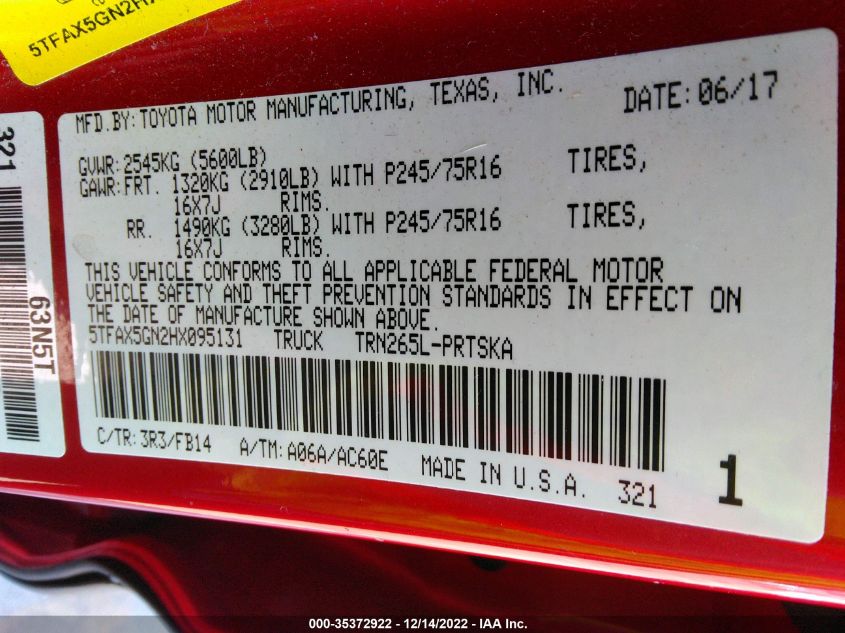 5TFAX5GN2H
MFD.BY:TOYOTA MOTOR MANUFACTURING, TEXAS, INC. DATE:06/17
GVWR:2545KG (5600LB)
GAWR:FRT. 1320KG (2910LB) WITH P245/75R16 TIRES,
16X7J RIMS.
RR. 1490KG (3280LB) WITH P245/75R16 TIRES,
16X7J RIMS.
THIS VEHICLE CONFORMS TO ALL APPLICABLE FEDERAL MOTOR
VEHICLE SAFETY AND THEFT PREVENTION STANDARDS IN EFFECT ON
THE DATE OF MANUFACTURE SHOWN ABOVE.
5TFAX5GN2HX095131 TRUCK TRN265L-PRTSKA
C/TR:3R3/FB14 A/TM:A06A/AC60E MADE IN U.S.A. 321 1
321
63N5T
000-35372922 - 12/14/2022 - IAA Inc.